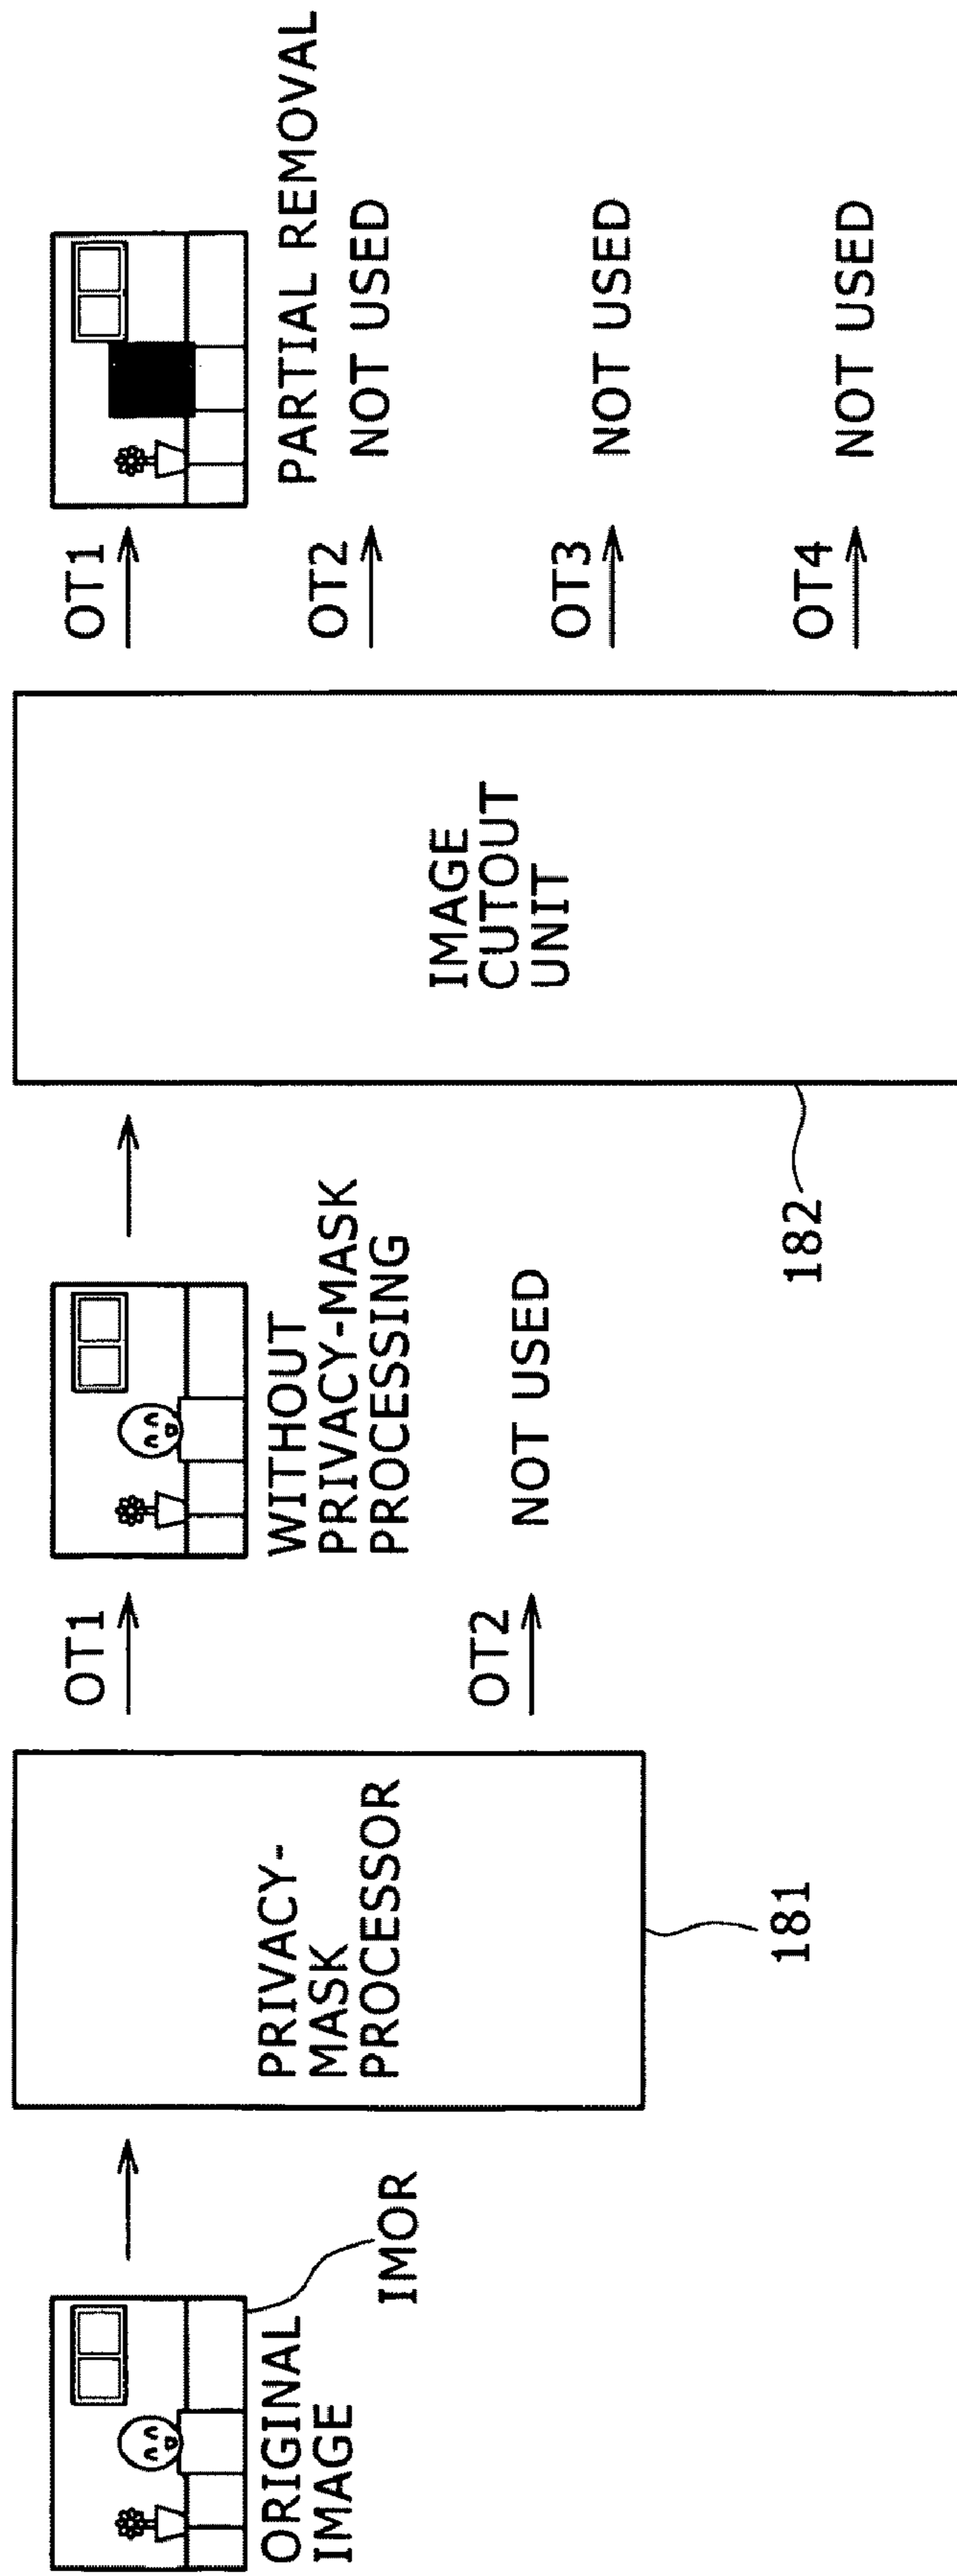 ORIGINAL
IMAGE
IMOR
PRIVACY-
MASK
PROCESSOR
181
OT1
WITHOUT
PRIVACY-MASK
PROCESSING
OT2
NOT USED
IMAGE
CUTOUT
UNIT
182
OT1
PARTIAL REMOVAL
OT2
NOT USED
OT3
NOT USED
OT4
NOT USED